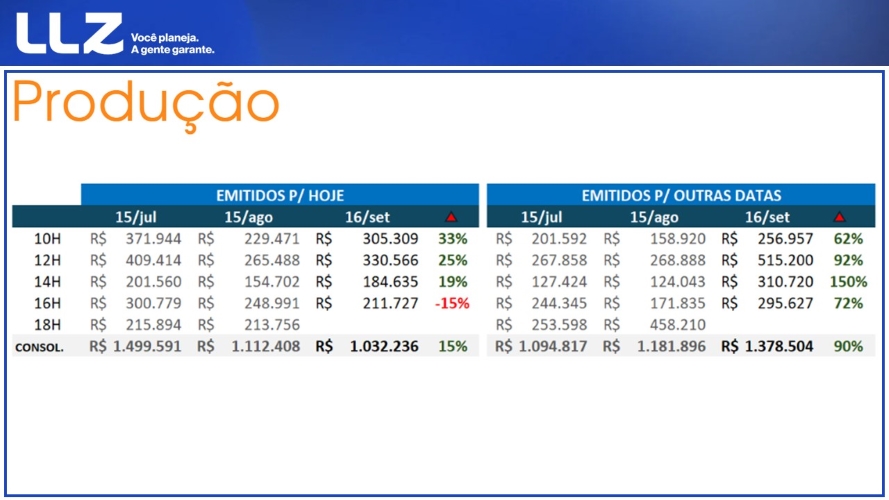 LLZ Você planeja.
A gente garante.
Produção
EMITIDOS P/ HOJE EMITIDOS P/ OUTRAS DATAS
15/jul 15/ago 16/set 15/jul 15/ago 16/set
10H R$ 371.944 R$ 229.471 R$ 305.309 33% R$ 201.592 R$ 158.920 R$ 256.957 62%
12H R$ 409.414 R$ 265.488 R$ 330.566 25% R$ 267.858 R$ 268.888 R$ 515.200 92%
14H R$ 201.560 R$ 154.702 R$ 184.635 19% R$ 127.424 R$ 124.043 R$ 310.720 150%
16H R$ 300.779 R$ 248.991 R$ 211.727 -15% R$ 244.345 R$ 171.835 R$ 295.627 72%
18H R$ 215.894 R$ 213.756 R$ 253.598 R$ 458.210
CONSOL. R$ 1.499.591 R$ 1.112.408 R$ 1.032.236 15% R$ 1.094.817 R$ 1.181.896 R$ 1.378.504 90%